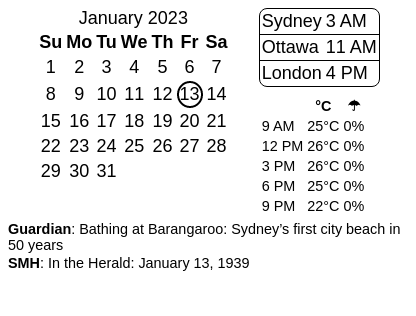 January 2023
Su Mo Tu We Th Fr Sa
1 2 3 4 5 6 7
8 9 10 11 12 13 14
15 16 17 18 19 20 21
22 23 24 25 26 27 28
29 30 31
Sydney 3 AM
Ottawa 11 AM
London 4 PM
°C ☂
9 AM 25°C 0%
12 PM 26°C 0%
3 PM 26°C 0%
6 PM 25°C 0%
9 PM 22°C 0%
Guardian: Bathing at Barangaroo: Sydney’s first city beach in
50 years
SMH: In the Herald: January 13, 1939